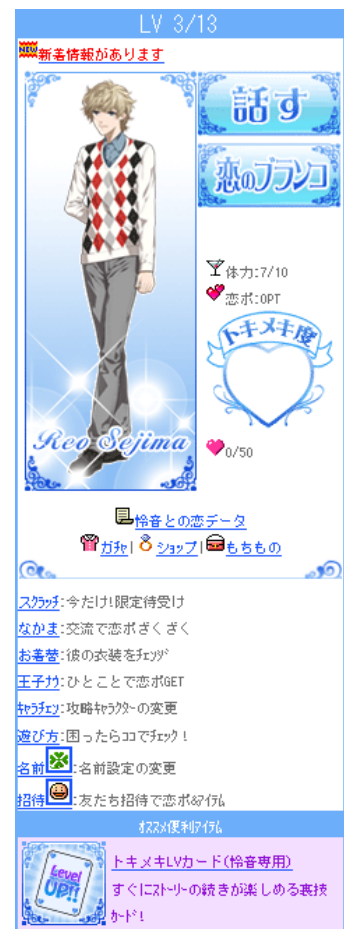 LV 3/13
NEW 新着情報があります
話す
恋のブランコ
体力:7/10
恋ポ:0PT
トキメキ度
0/50
Reo Sejima
怜音との恋データ
ガチャ|ショップ|もちもの
スクラッチ:今だけ!限定待受け
なかま:交流で恋ポざくざく
お着替:彼の衣装をチェンジ
王子ナウ:ひとことで恋ポGET
キャラチェン:攻略キャラクターの変更
遊び方:困ったらココでチェック!
名前:名前設定の変更
招待:友だち招待で恋ポ&アイテム
オススメ便利アイテム
Level UP!!
トキメキLVカード(怜音専用)
すぐにストーリーの続きが楽しめる裏技
カード!